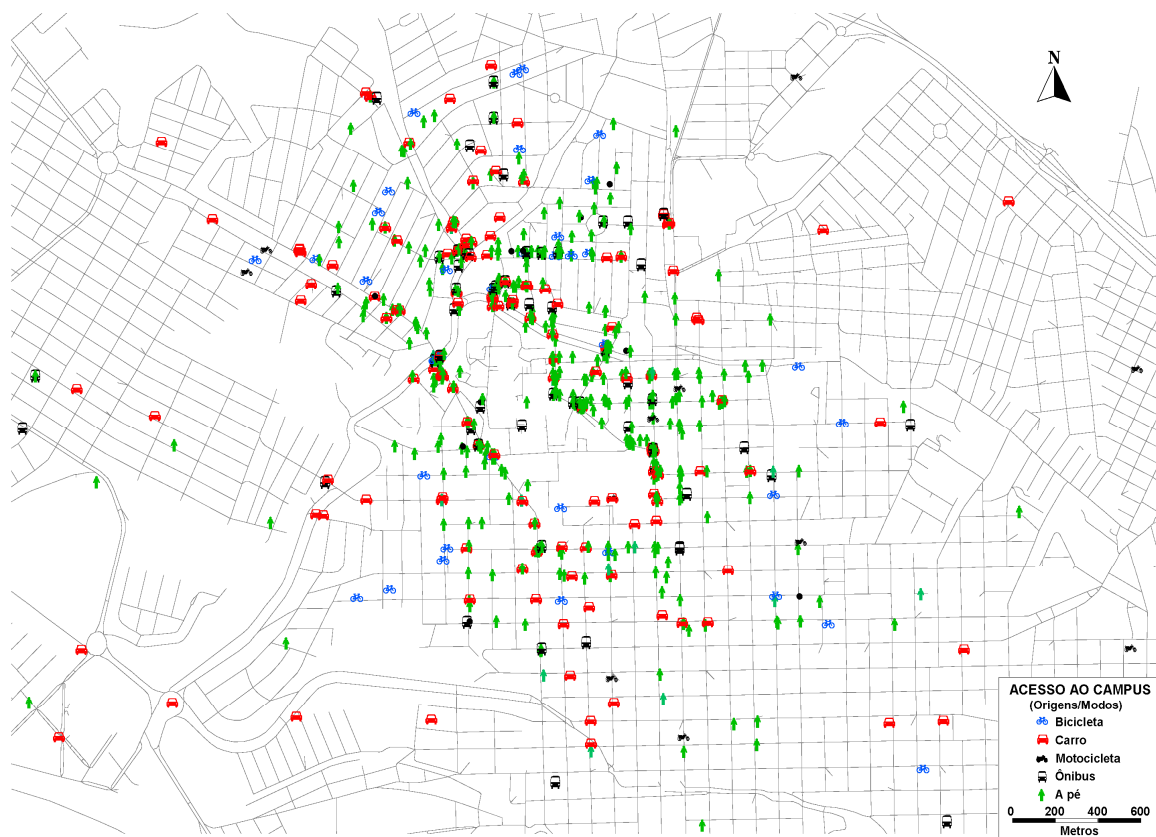 N
ACESSO AO CAMPUS
(Origens/Modos)
Bicicleta
Carro
Motocicleta
Ônibus
A pé
0 200 400 600
Metros